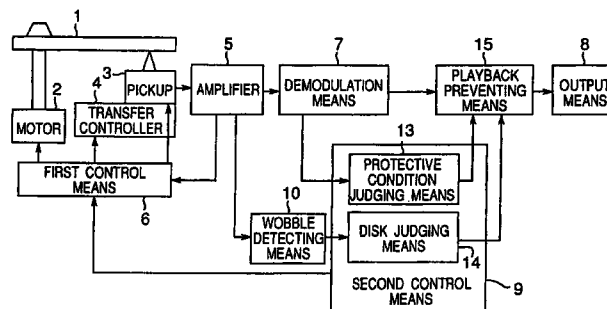 1
2
MOTOR
3
PICKUP
4
TRANSFER
CONTROLLER
FIRST CONTROL
MEANS
6
5
AMPLIFIER
7
DEMODULATION
MEANS
15
PLAYBACK
PREVENTING
MEANS
8
OUTPUT
MEANS
13
PROTECTIVE
CONDITION
JUDGING MEANS
10
WOBBLE
DETECTING
MEANS
DISK JUDGING
MEANS
14
SECOND CONTROL
MEANS
9